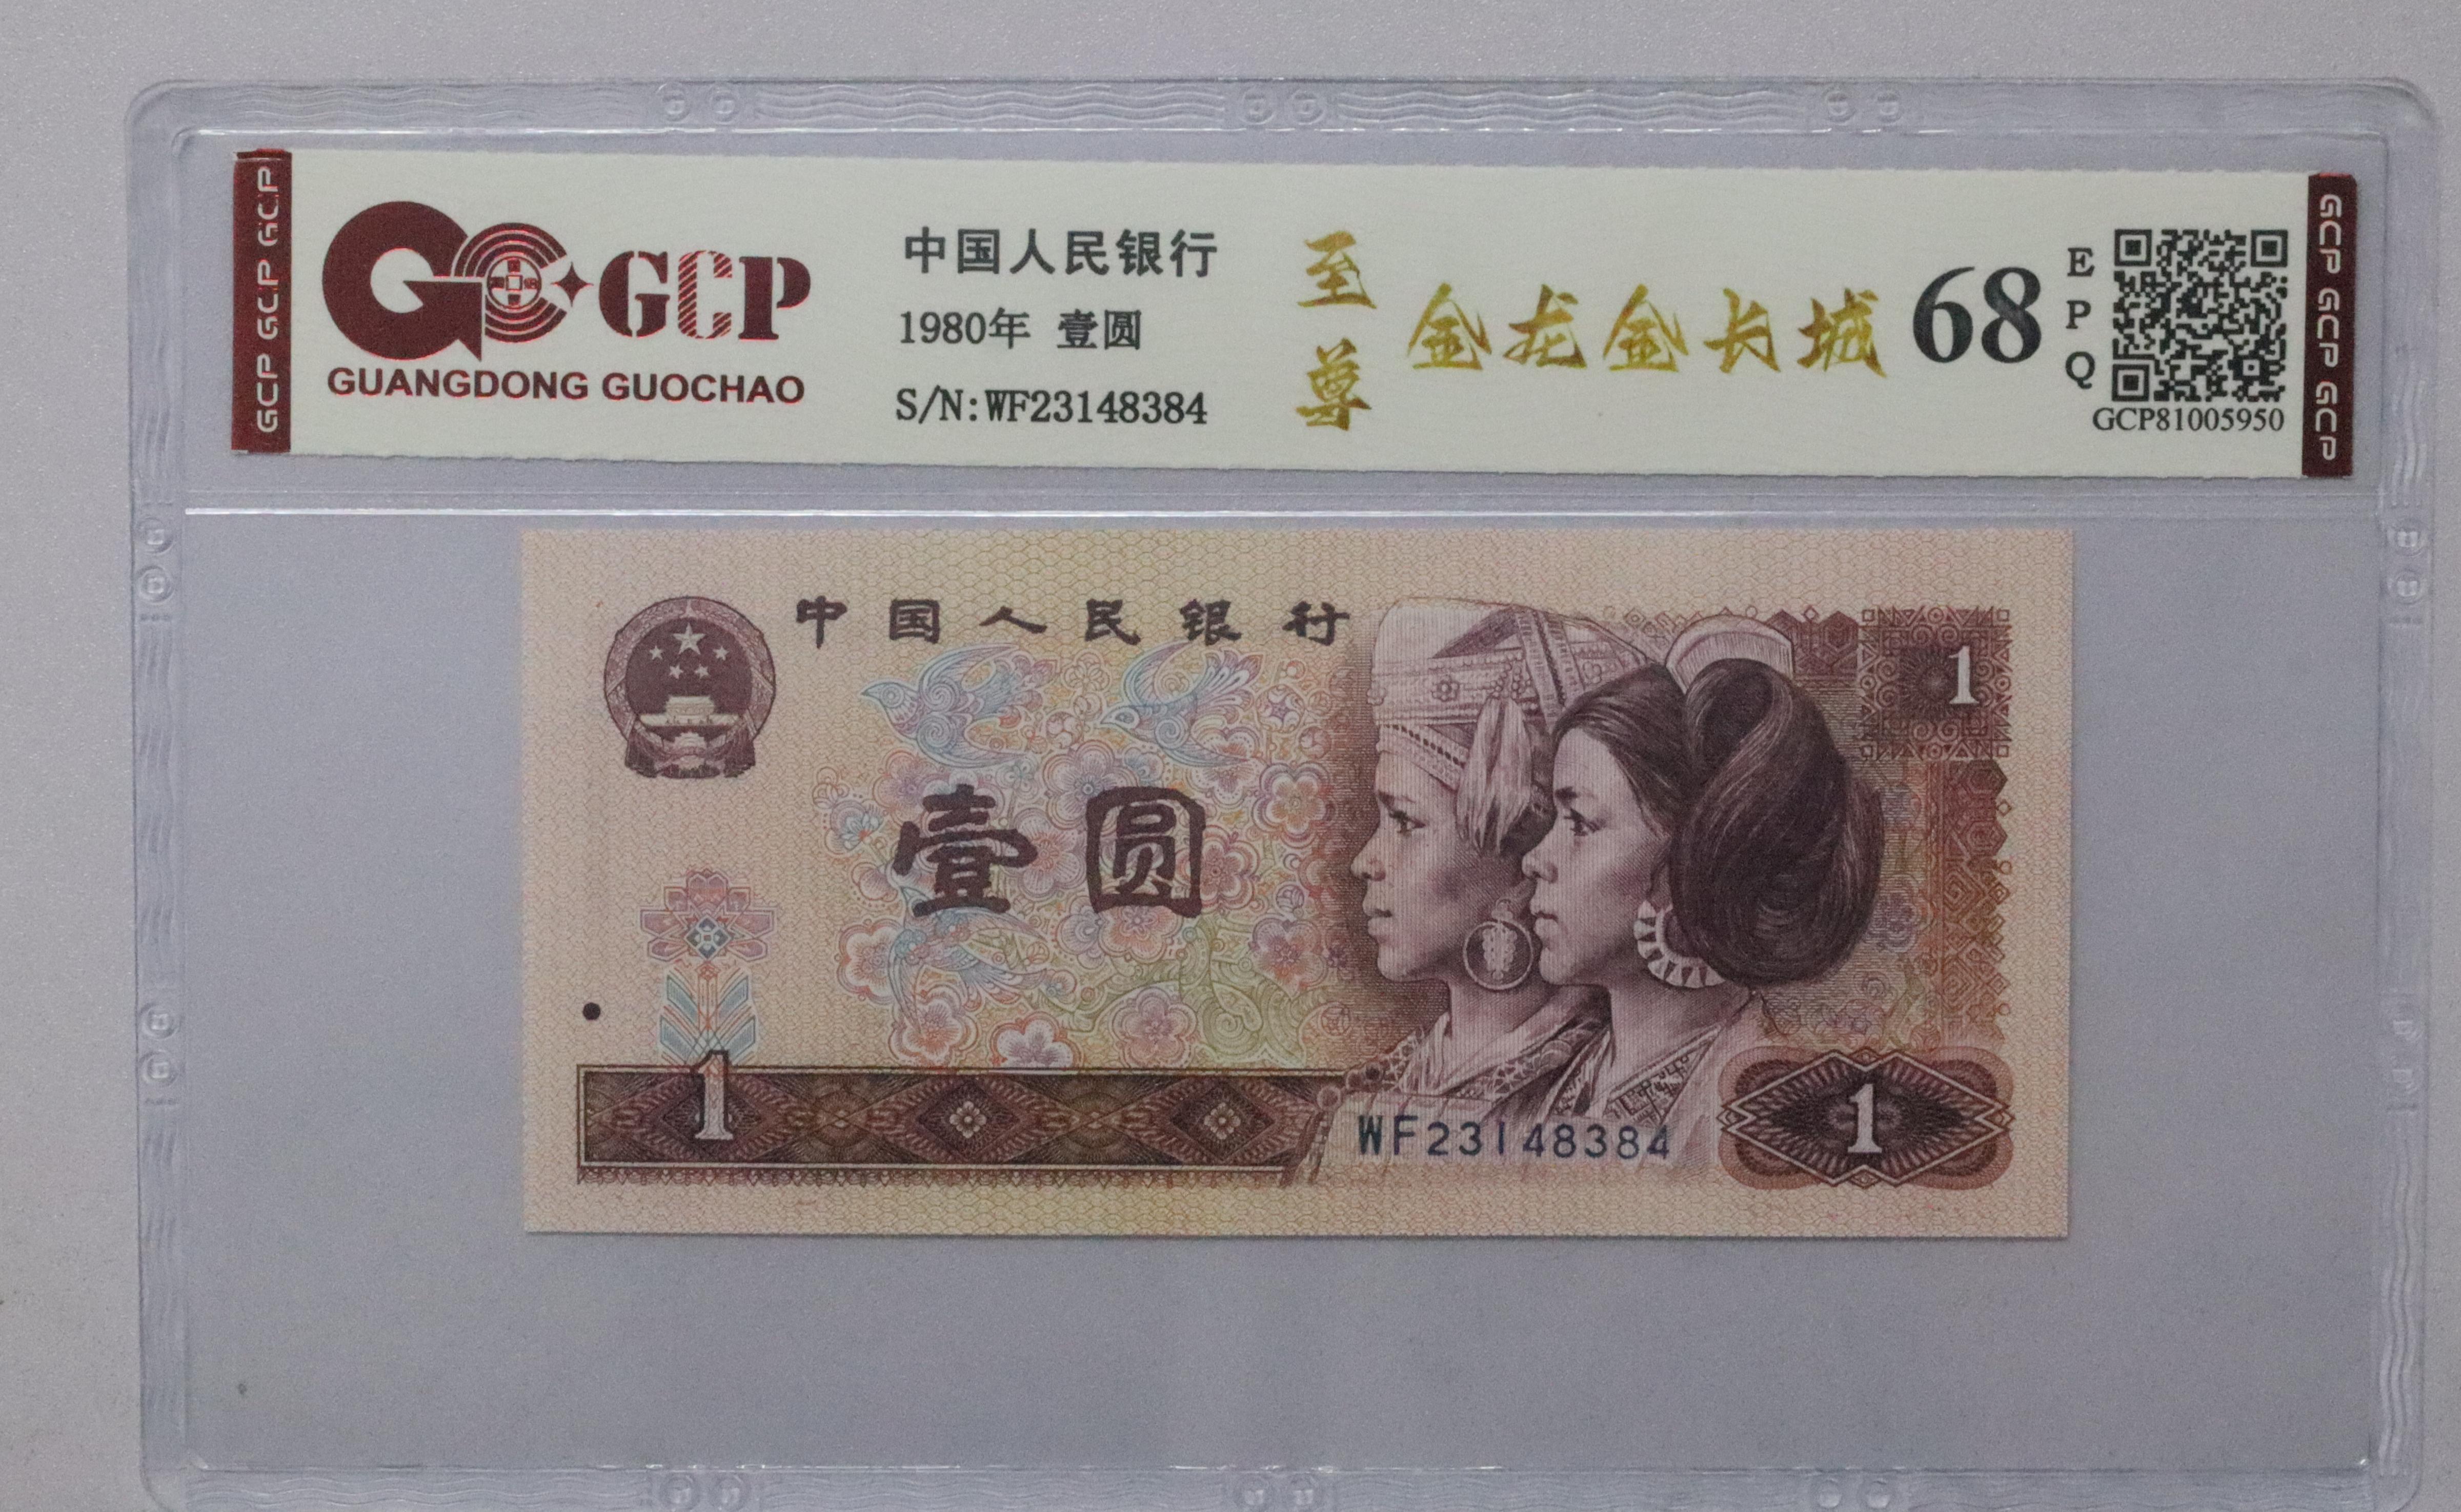 GCP GCP GCP
GCP
GUANGDONG GUOCHAO
中国人民银行
1980年 壹圆
S/N:WF23148384
至尊
金龙金长城
68
EPQ
GCP81005950
GCP GCP GCP
中国人民银行
1
壹圆
1
WF23148384
1